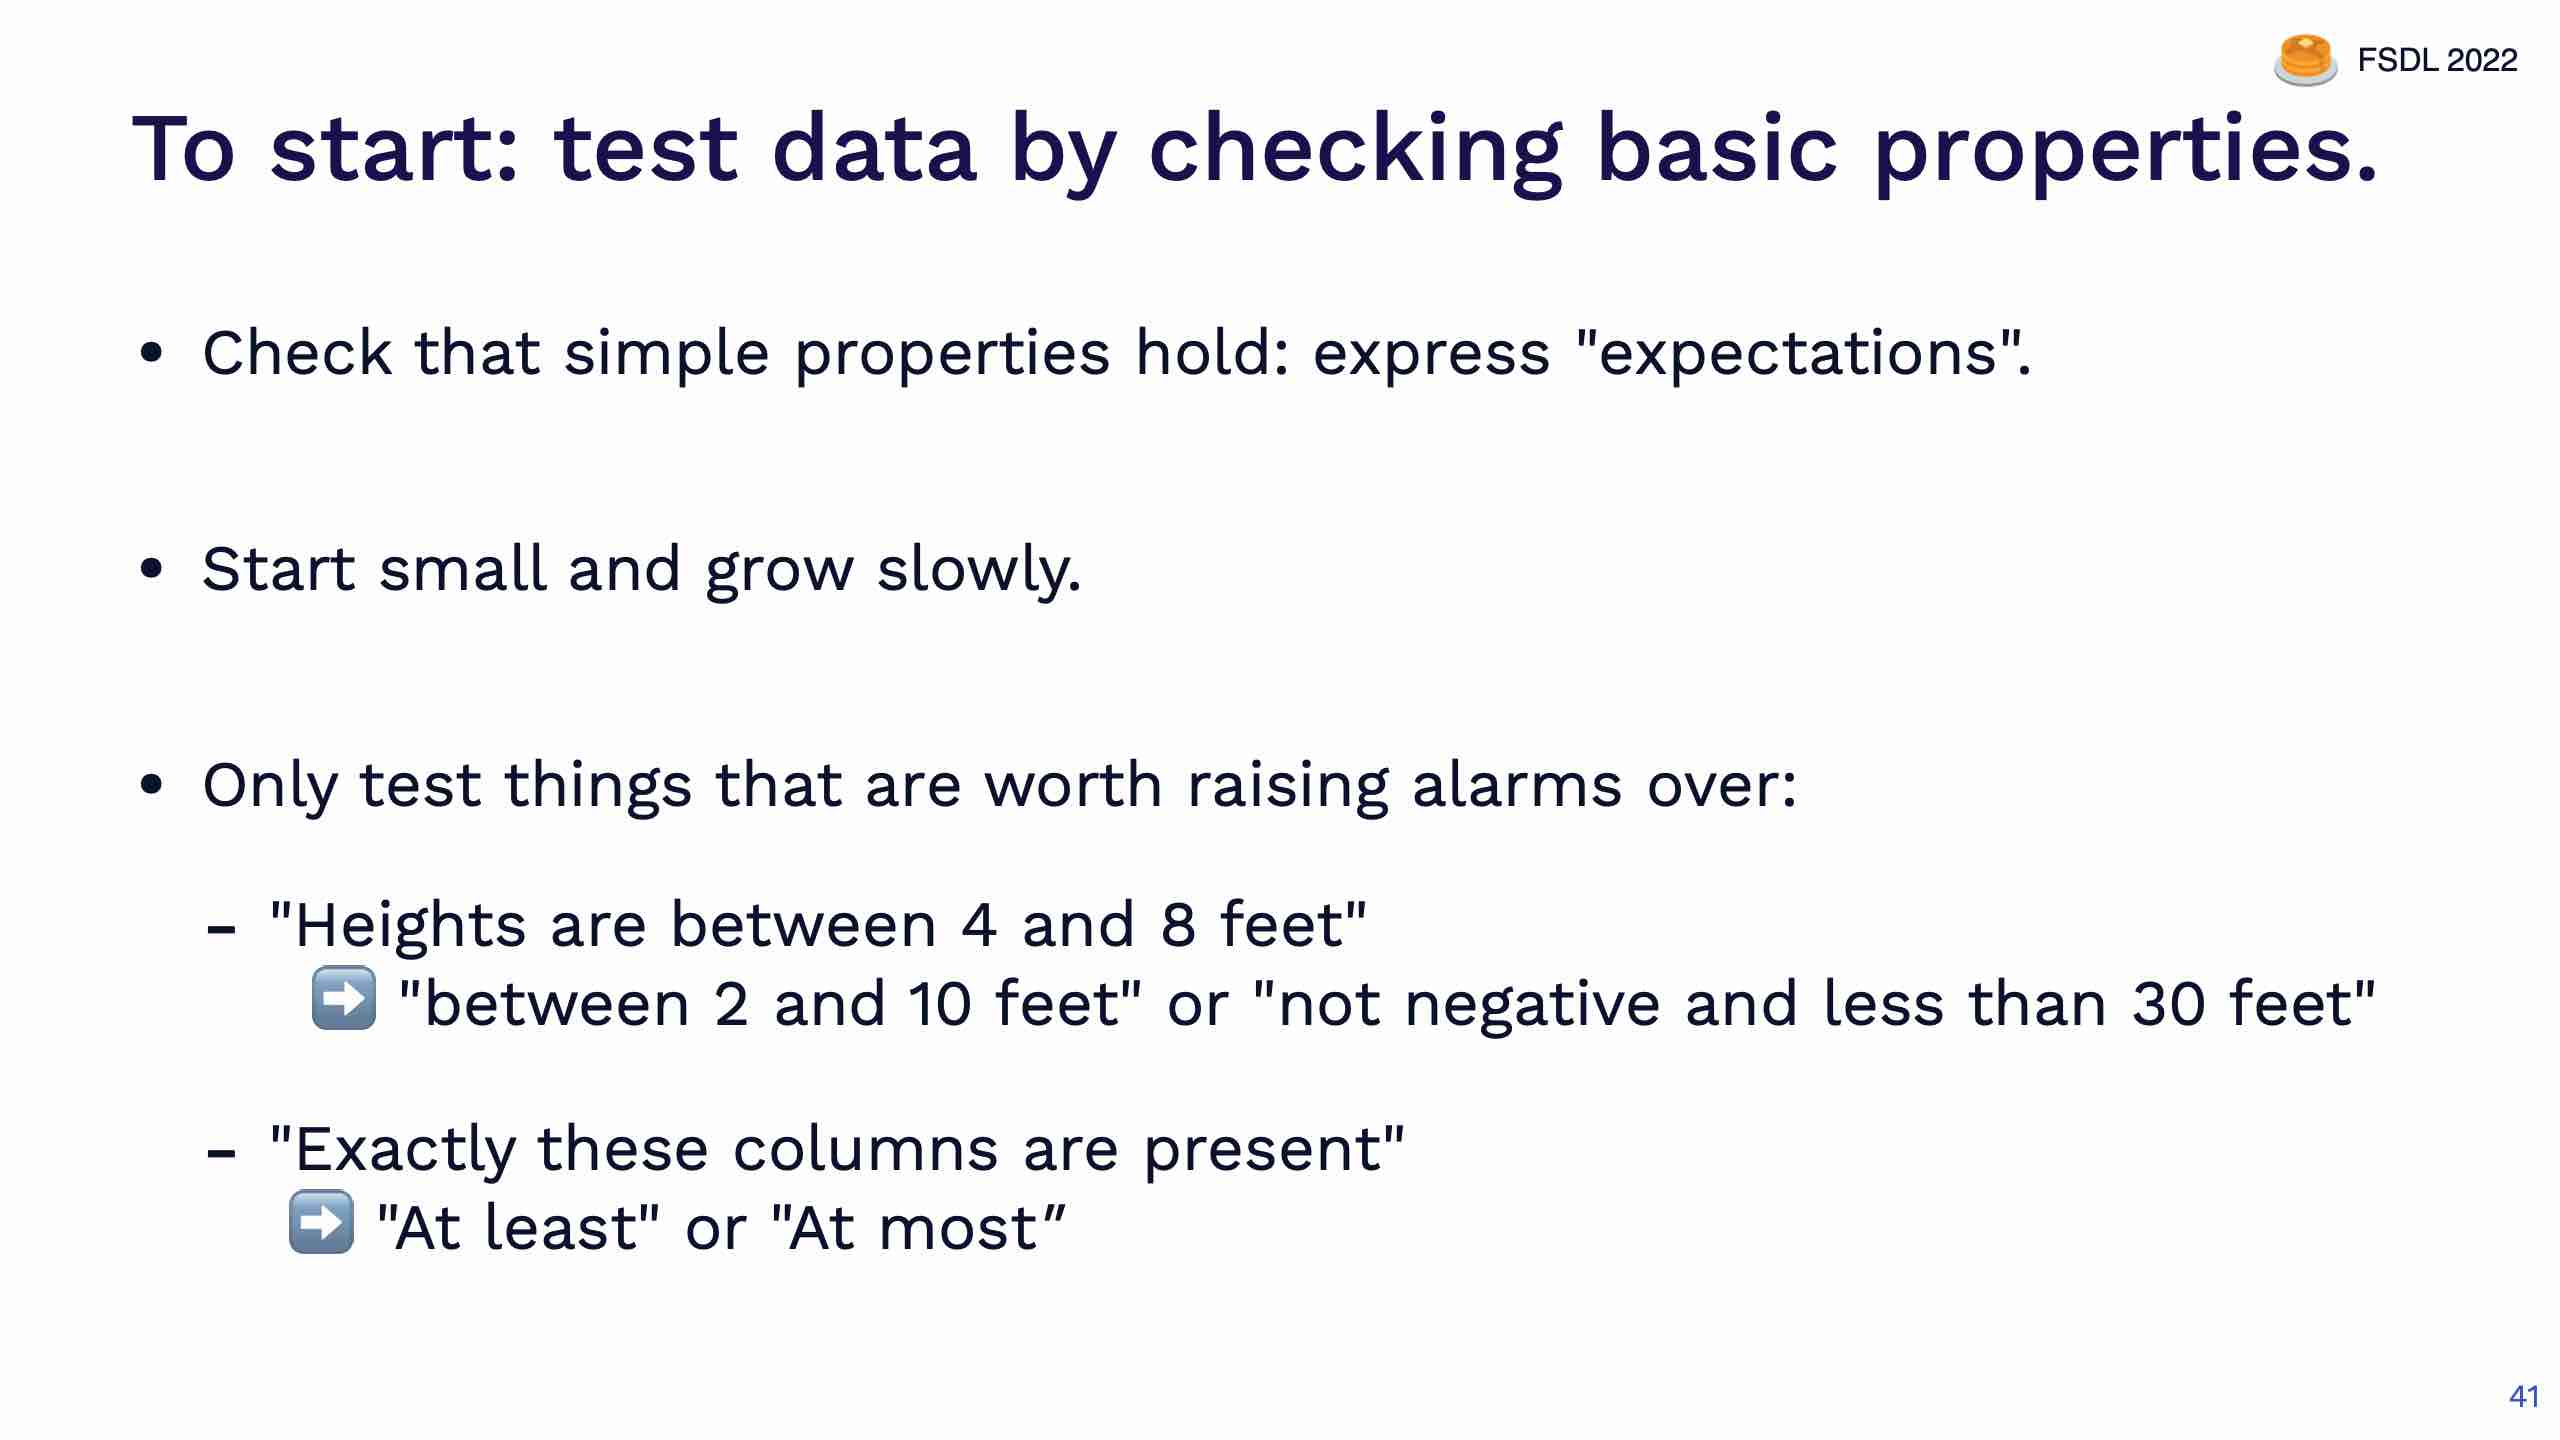 FSDL 2022
To start: test data by checking basic properties.
• Check that simple properties hold: express "expectations".
• Start small and grow slowly.
• Only test things that are worth raising alarms over:
- "Heights are between 4 and 8 feet"
➡️ "between 2 and 10 feet" or "not negative and less than 30 feet"
- "Exactly these columns are present"
➡️ "At least" or "At most”
41